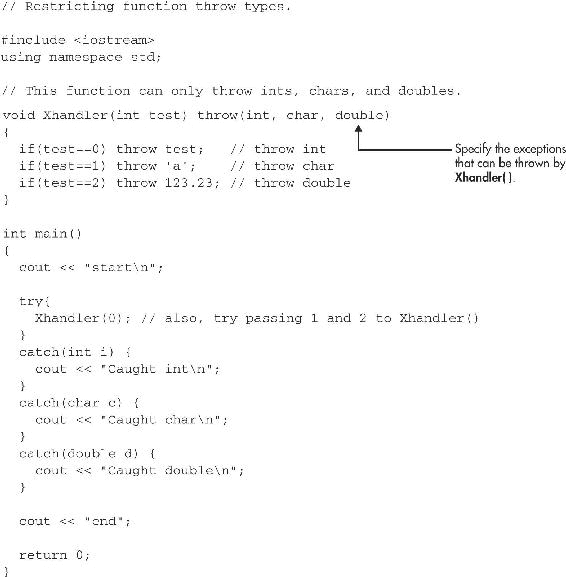 // Restricting function throw types.

#include <iostream>
using namespace std;

// This function can only throw ints, chars, and doubles.
void Xhandler(int test) throw(int, char, double)
{
  if(test==0) throw test;   // throw int
  if(test==1) throw 'a';    // throw char
  if(test==2) throw 123.23; // throw double
}
Specify the exceptions
that can be thrown by
Xhandler( ).

int main()
{
  cout << "start\n";

  try{
    Xhandler(0); // also, try passing 1 and 2 to Xhandler()
  }
  catch(int i) {
    cout << "Caught int\n";
  }
  catch(char c) {
    cout << "Caught char\n";
  }
  catch(double d) {
    cout << "Caught double\n";
  }

  cout << "end";

  return 0;
}